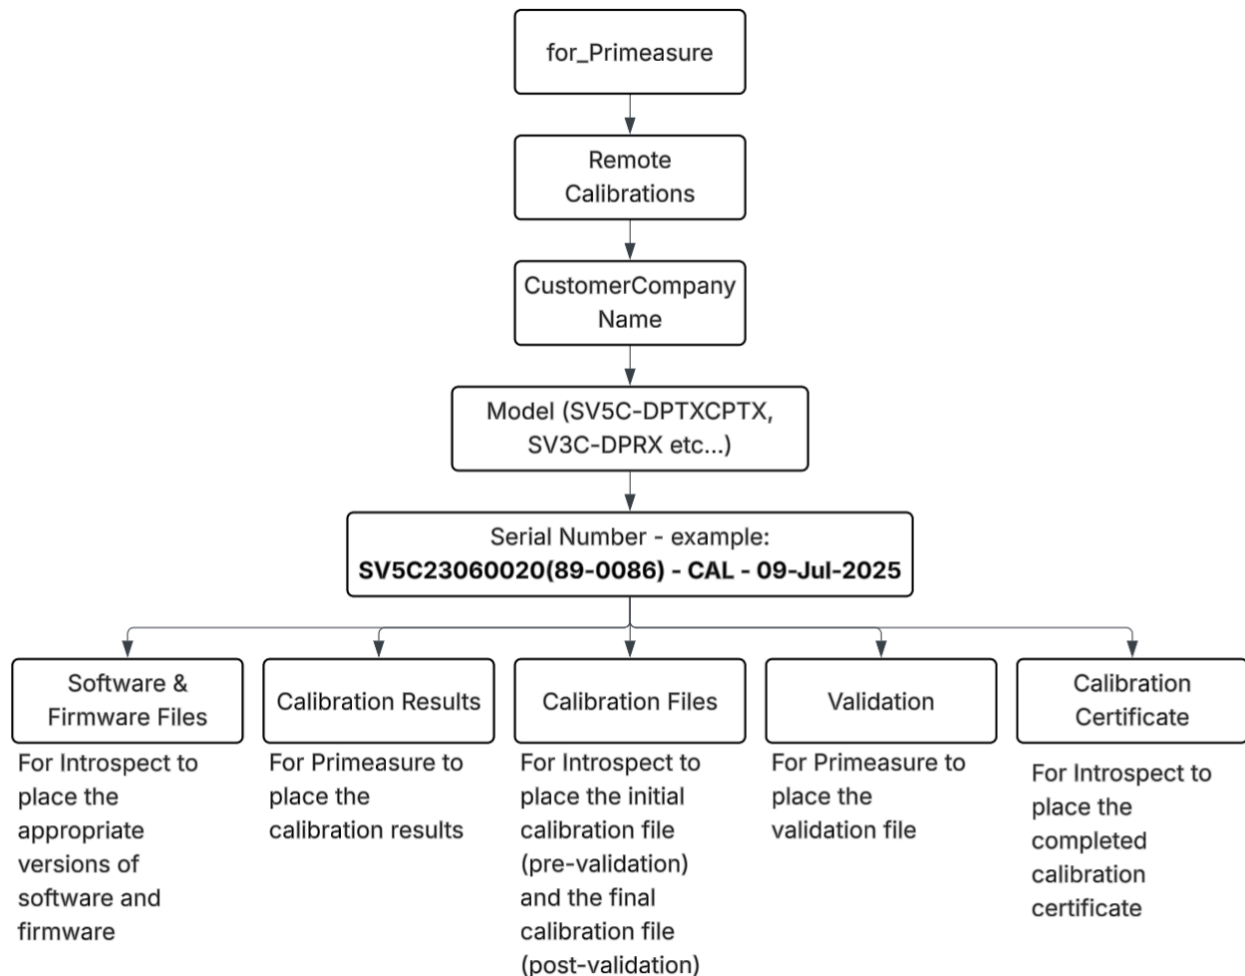 for_Primeasure
Remote
Calibrations
CustomerCompany
Name
Model (SV5C-DPTXCPTX,
SV3C-DPRX etc...)
Serial Number - example:
SV5C23060020(89-0086) - CAL - 09-Jul-2025
Software &
Firmware Files
For Introspect to
place the
appropriate
versions of
software and
firmware
Calibration Results
For Primeasure to
place the
calibration results
Calibration Files
For Introspect to
place the initial
calibration file
(pre-validation)
and the final
calibration file
(post-validation)
Validation
For Primeasure to
place the
validation file
Calibration
Certificate
For Introspect to
place the
completed
calibration
certificate